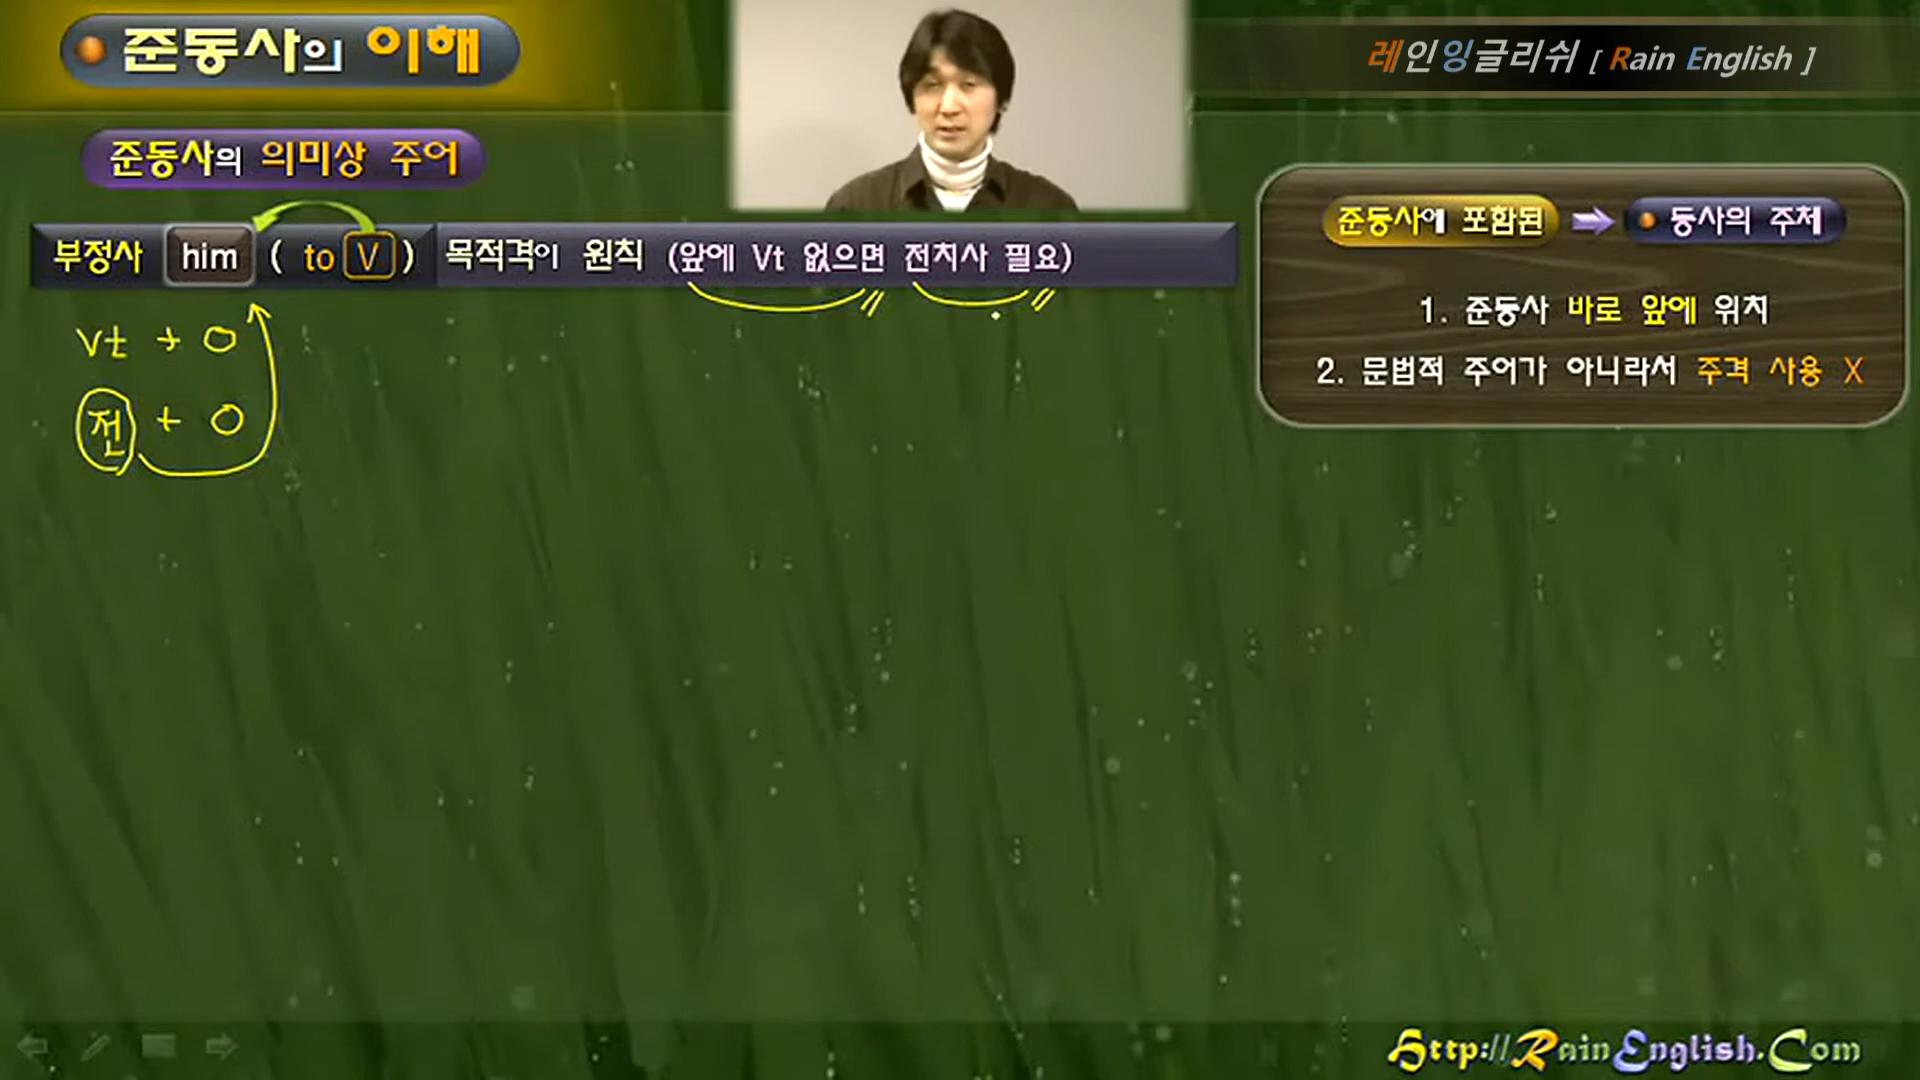 준동사의 이해
레인잉글리쉬 [ Rain English ]
준동사의 의미상 주어
부정사 him ( to V ) 목적격이 원칙 (앞에 Vt 없으면 전치사 필요)
vt + O
전 + O
준동사에 포함된 동사의 주체
1. 준동사 바로 앞에 위치
2. 문법적 주어가 아니라서 주격 사용 X
Http://RainEnglish.Com